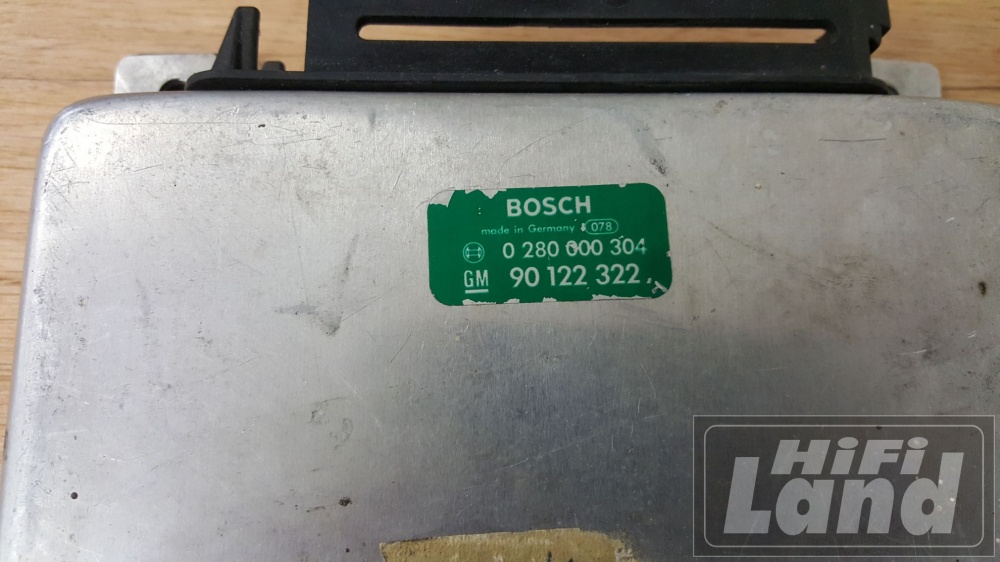 BOSCH
made in Germany 078
0 280 000 304
GM 90 122 322
HiFi
Land